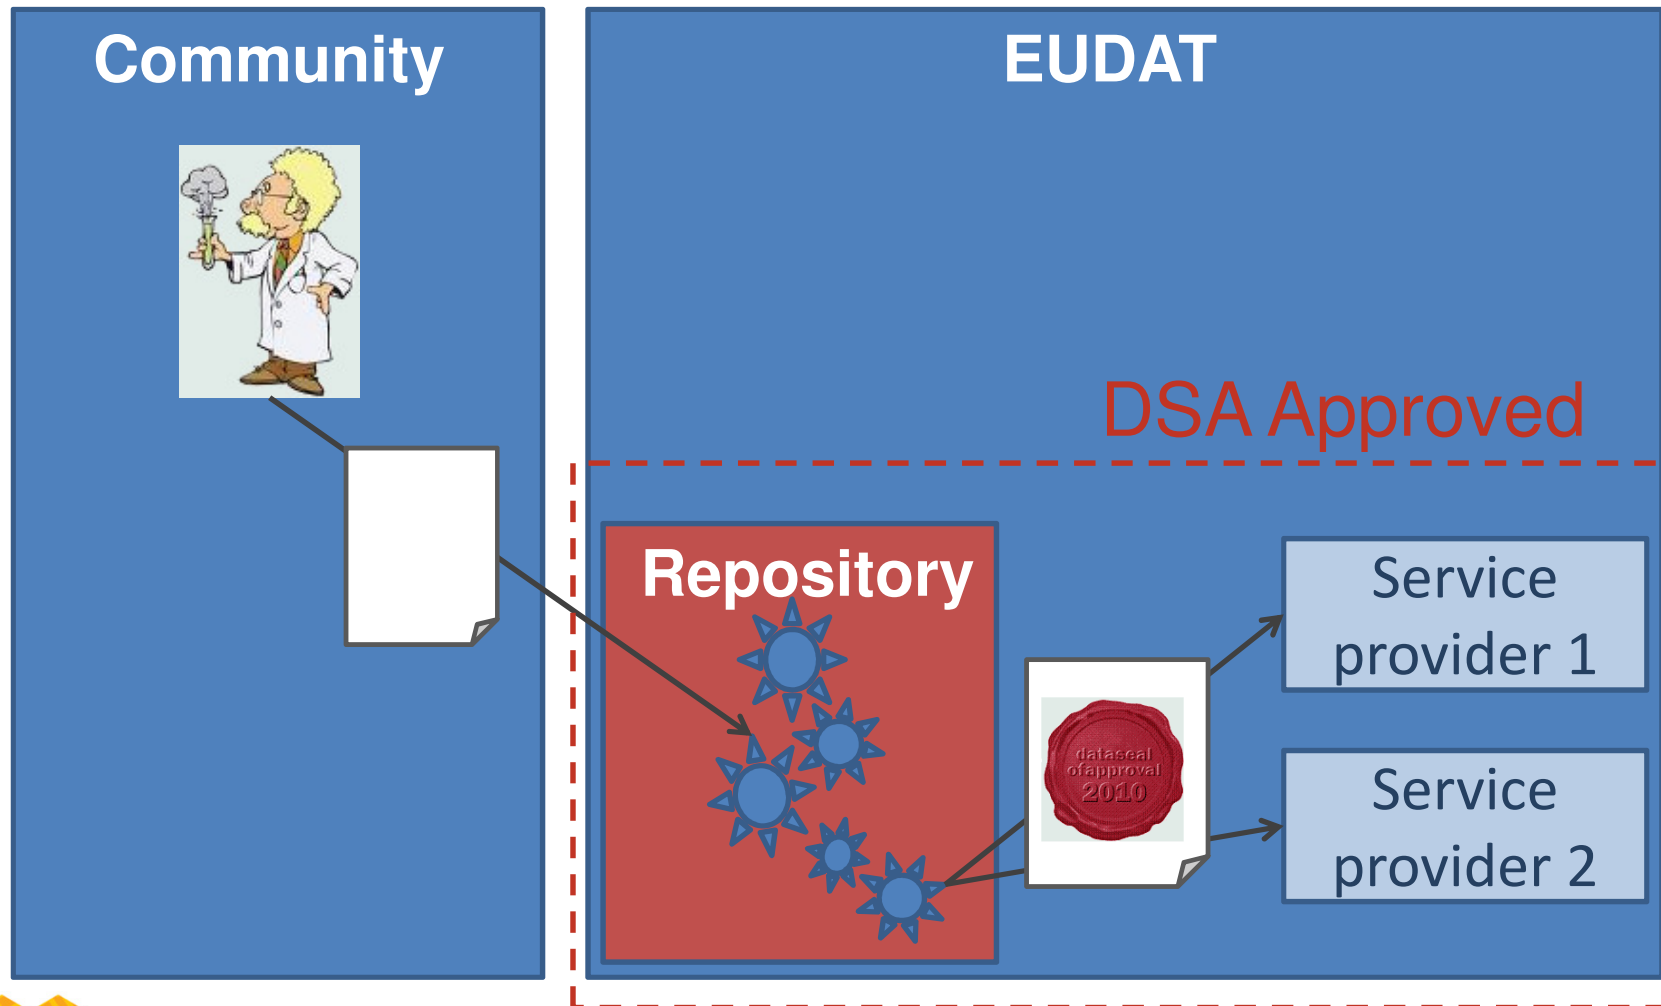 Community
EUDAT
DSA Approved
Repository
Service
provider 1
dataseal
ofapproval
2010
Service
provider 2